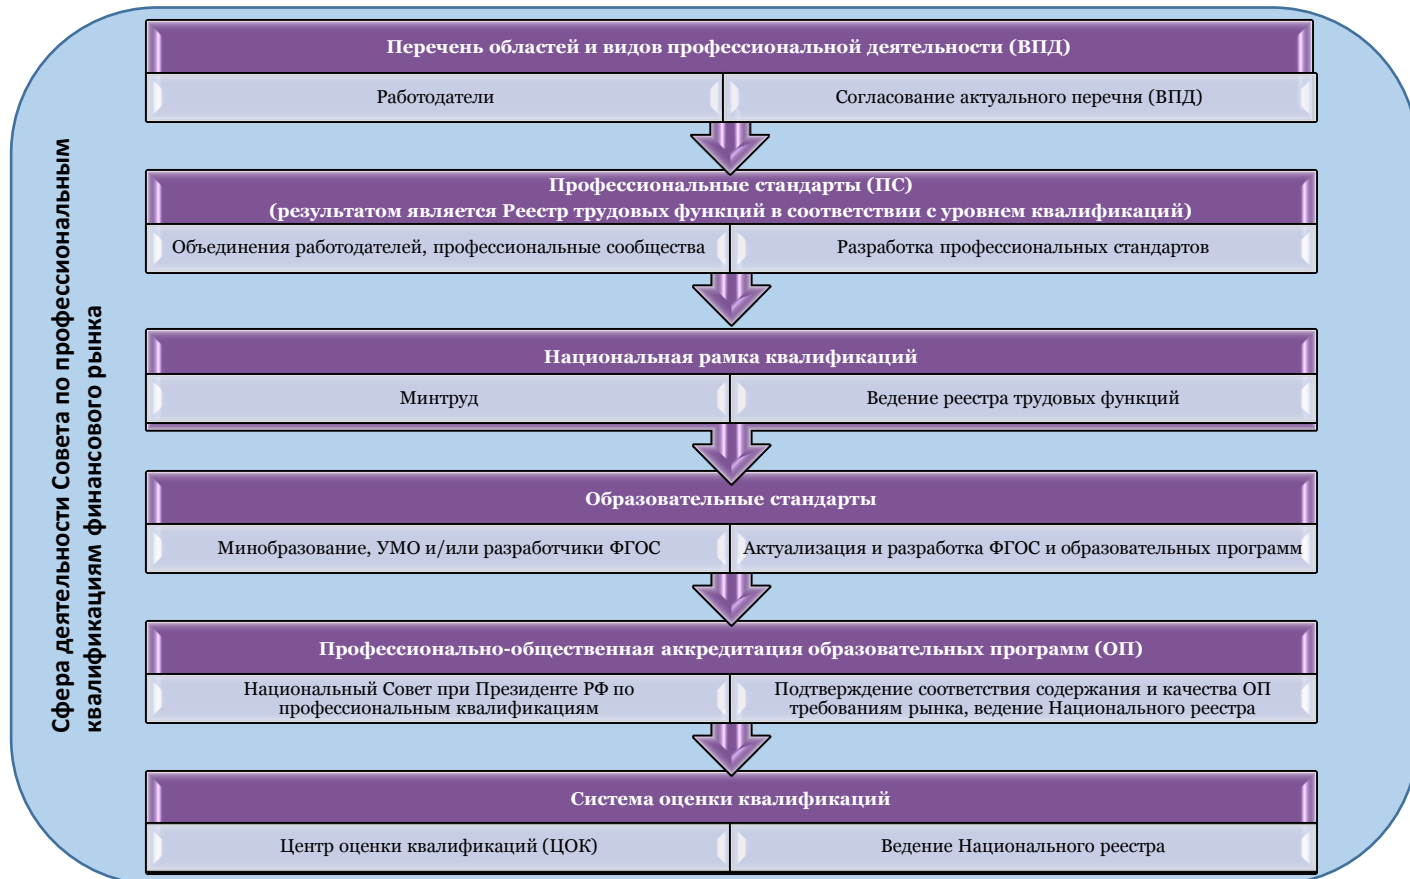 Сфера деятельности Совета по профессиональным
квалификациям финансового рынка
Перечень областей и видов профессиональной деятельности (ВПД)
Работодатели
Согласование актуального перечня (ВПД)
Профессиональные стандарты (ПС)
(результатом является Реестр трудовых функций в соответствии с уровнем квалификаций)
Объединения работодателей, профессиональные сообщества
Разработка профессиональных стандартов
Национальная рамка квалификаций
Минтруд
Ведение реестра трудовых функций
Образовательные стандарты
Минобразование, УМО и/или разработчики ФГОС
Актуализация и разработка ФГОС и образовательных программ
Профессионально-общественная аккредитация образовательных программ (ОП)
Национальный Совет при Президенте РФ по
профессиональным квалификациям
Подтверждение соответствия содержания и качества ОП
требованиям рынка, ведение Национального реестра
Система оценки квалификаций
Центр оценки квалификаций (ЦОК)
Ведение Национального реестра